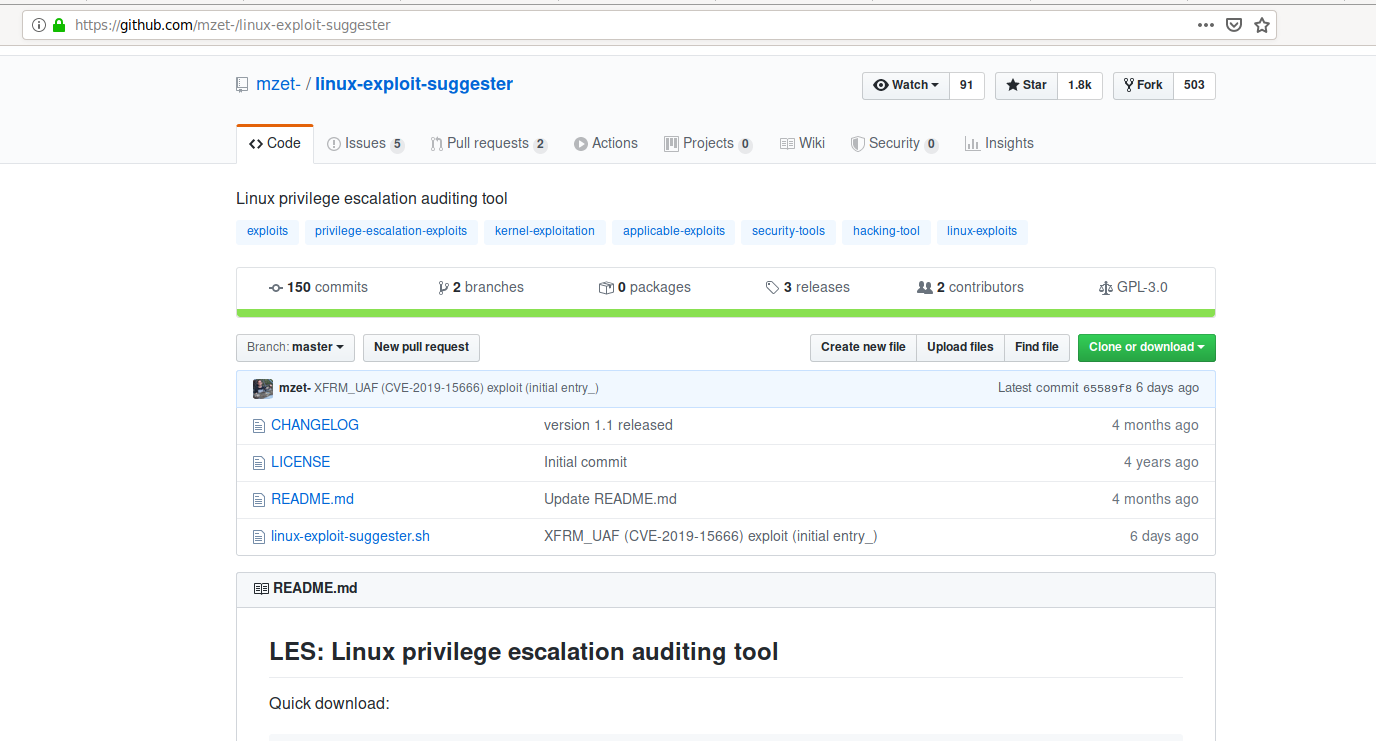 https://github.com/mzet-/linux-exploit-suggester
mzet- / linux-exploit-suggester
Watch 91 Star 1.8k Fork 503
Code Issues 5 Pull requests 2 Actions Projects 0 Wiki Security 0 Insights
Linux privilege escalation auditing tool
exploits privilege-escalation-exploits kernel-exploitation applicable-exploits security-tools hacking-tool linux-exploits
150 commits 2 branches 0 packages 3 releases 2 contributors GPL-3.0
Branch: master New pull request Create new file Upload files Find file Clone or download
mzet- XFRM_UAF (CVE-2019-15666) exploit (initial entry_) Latest commit 65589f8 6 days ago
CHANGELOG version 1.1 released 4 months ago
LICENSE Initial commit 4 years ago
README.md Update README.md 4 months ago
linux-exploit-suggester.sh XFRM_UAF (CVE-2019-15666) exploit (initial entry_) 6 days ago
README.md
LES: Linux privilege escalation auditing tool
Quick download: